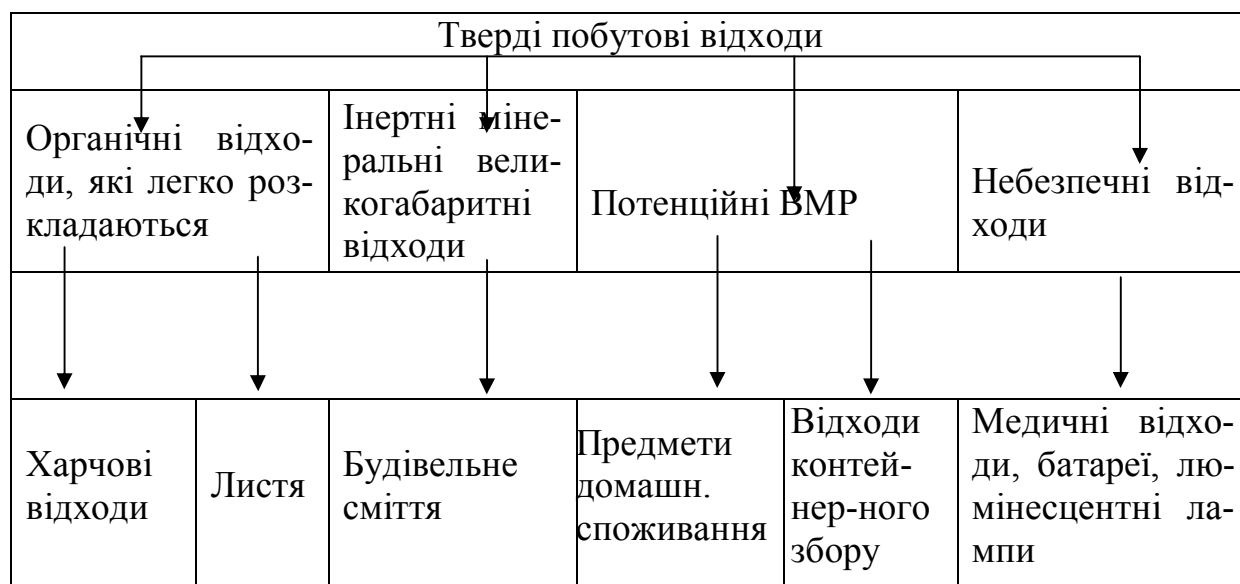 Тверді побутові відходи
Органічні відхо-
ди, які легко роз-
кладаються
Інертні міне-
ральні вели-
когабаритні
відходи
Потенційні ВМР
Небезпечні від-
ходи
Харчові
відходи
Листя
Будівельне
сміття
Предмети
домашн.
споживання
Відходи
контей-
нер-ного
збору
Медичні відхо-
ди, батареї, лю-
мінесцентні ла-
мпи